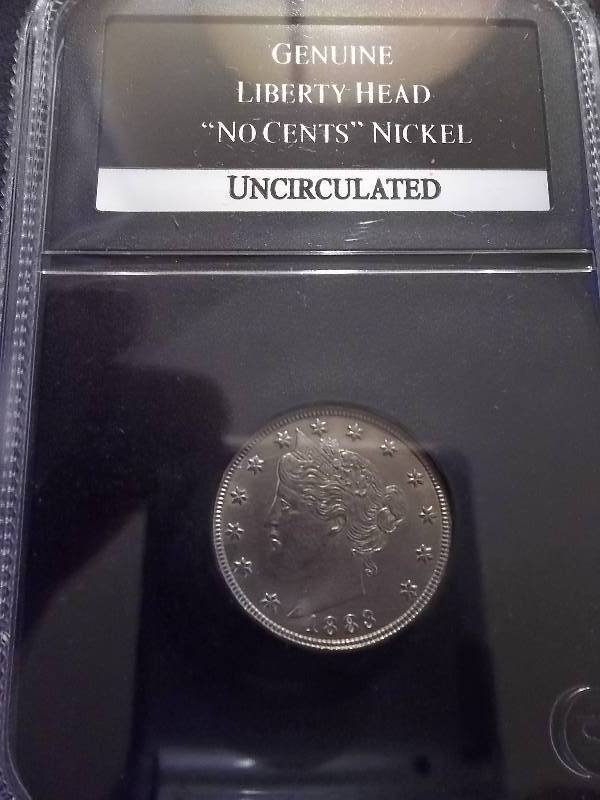 GENUINE
LIBERTY HEAD
“NO CENTS” NICKEL
UNCIRCULATED
1883